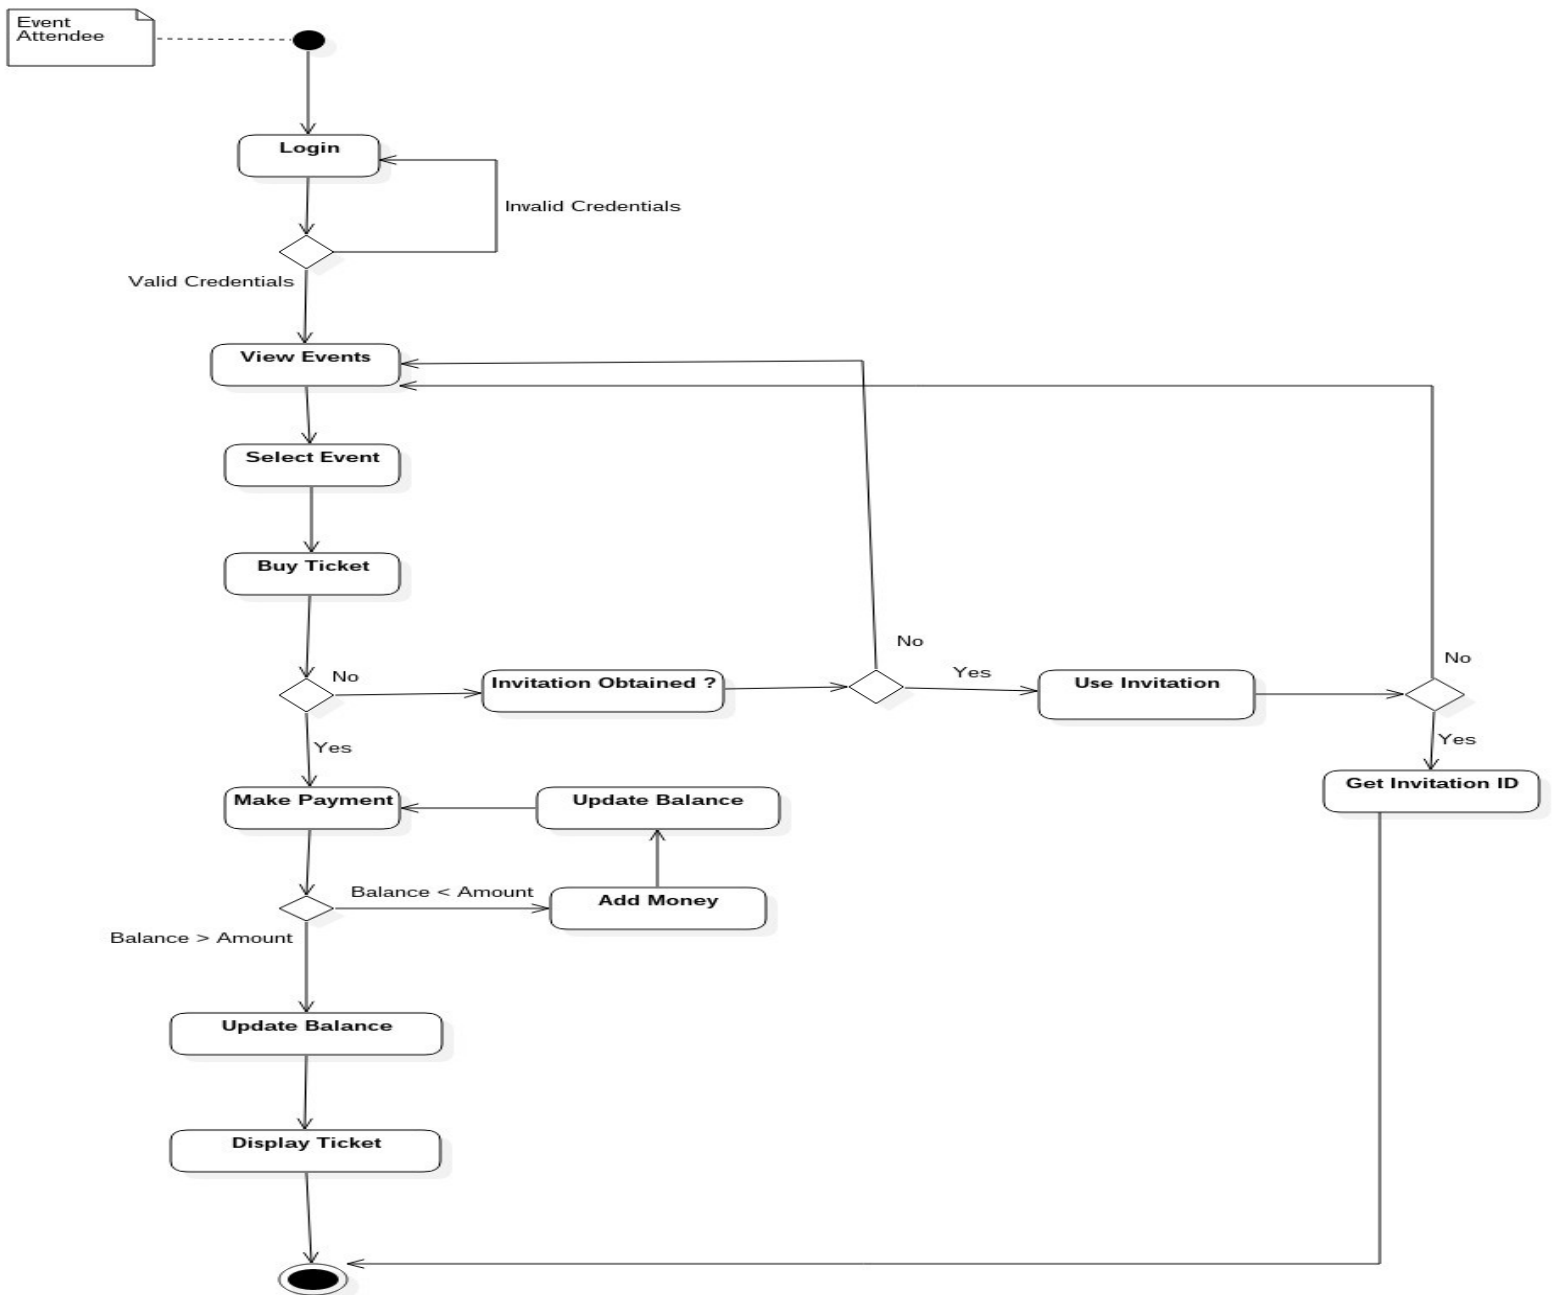 Event
Attendee
Login
Invalid Credentials
Valid Credentials
View Events
Select Event
Buy Ticket
No
No
No
Yes
Invitation Obtained ?
Use Invitation
Yes
Yes
Get Invitation ID
Make Payment
Update Balance
Balance < Amount
Add Money
Balance > Amount
Update Balance
Display Ticket